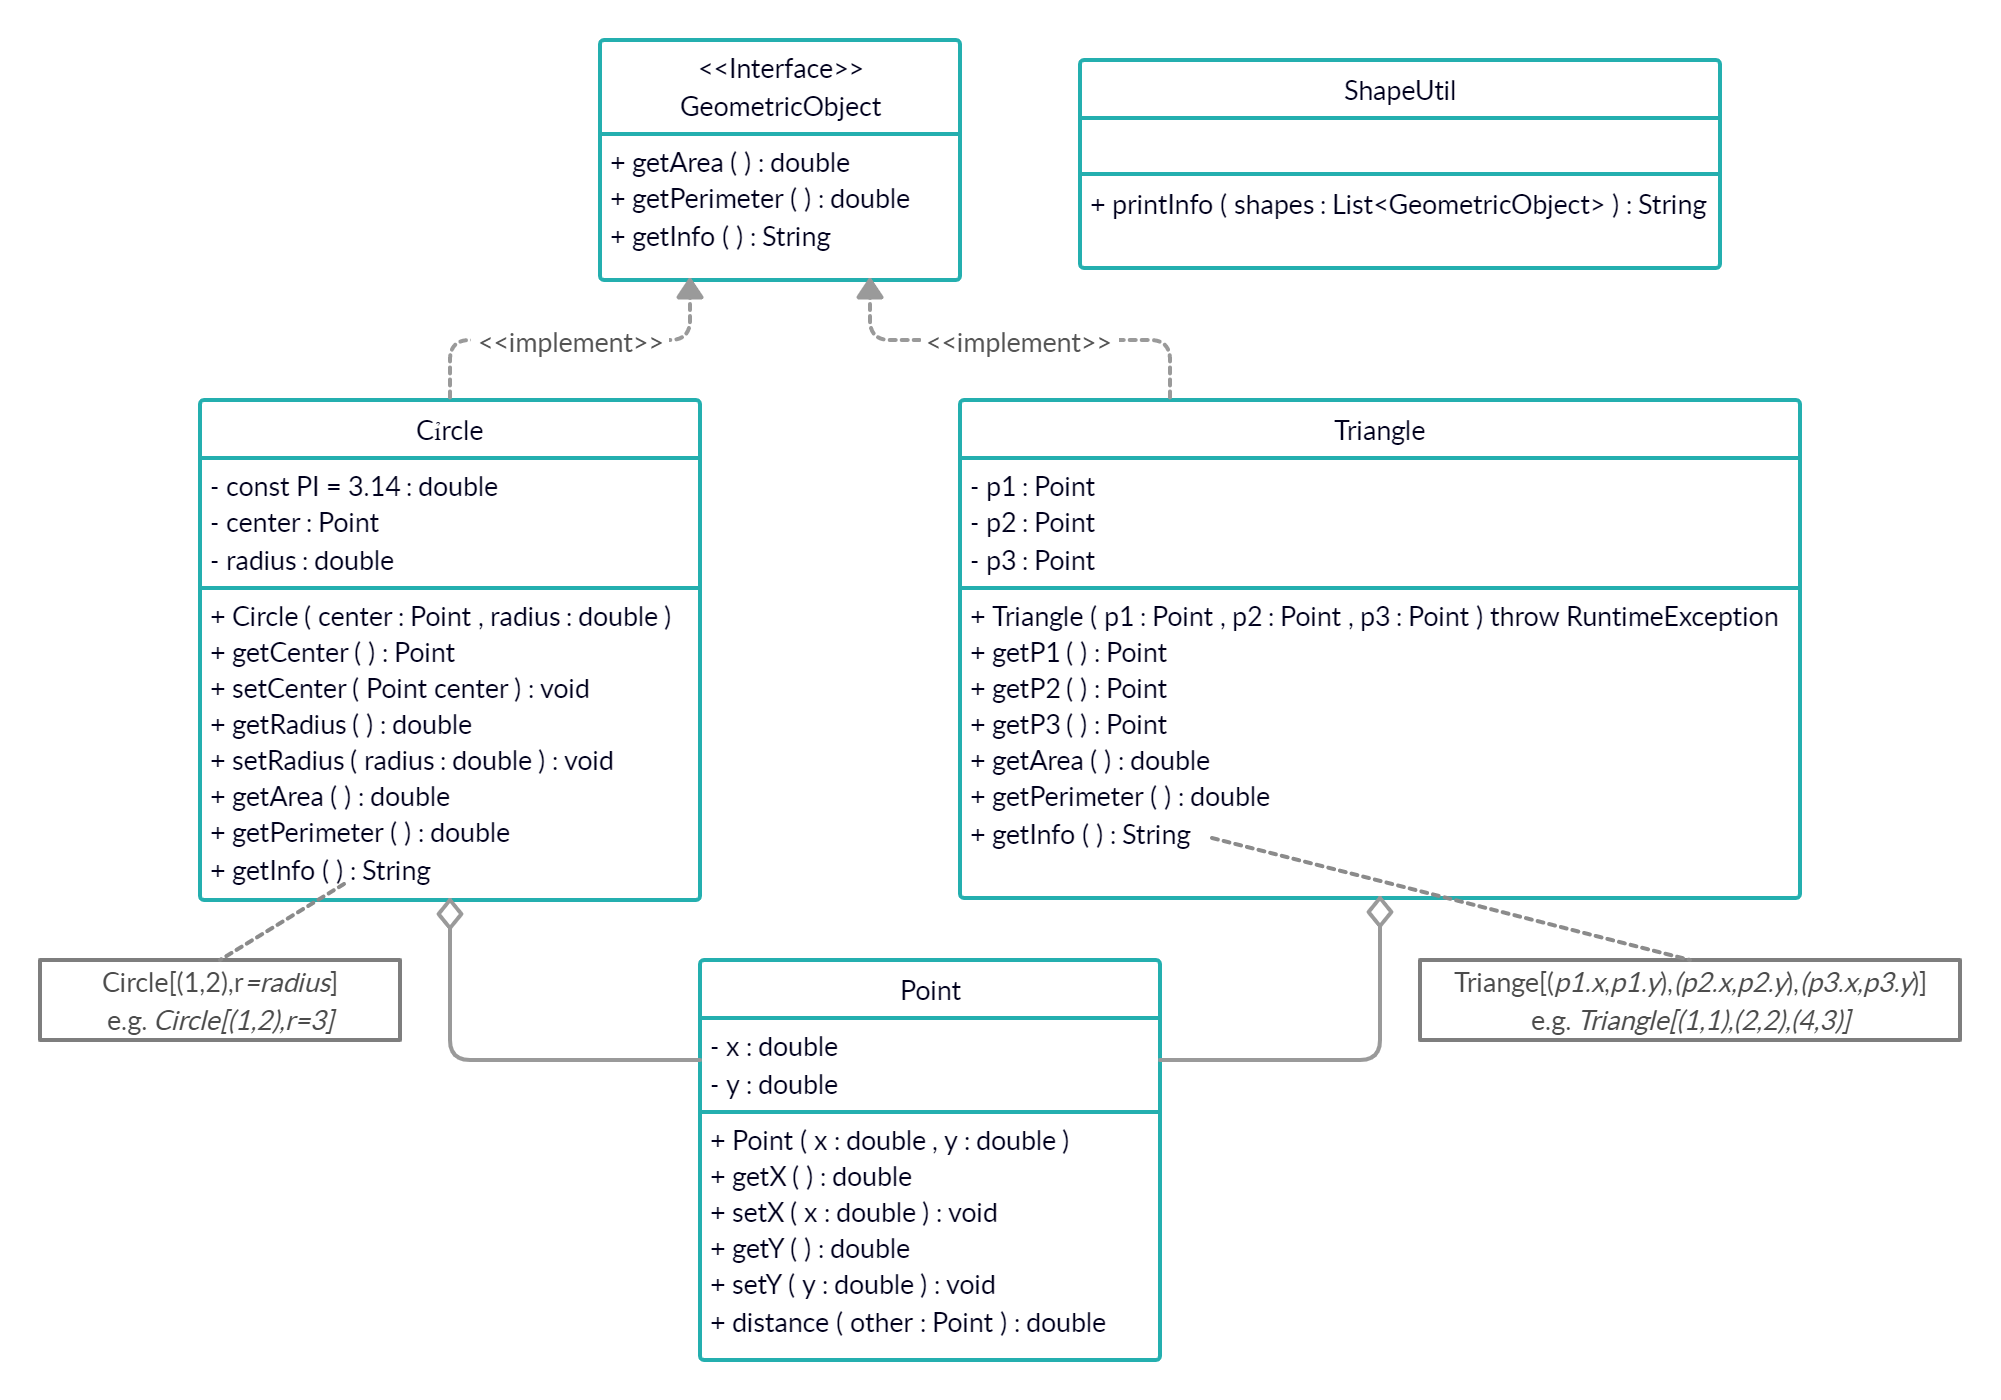 <<Interface>>
GeometricObject
+ getArea ( ) : double
+ getPerimeter ( ) : double
+ getInfo ( ) : String
ShapeUtil
+ printInfo ( shapes : List<GeometricObject> ) : String
<<implement>>
<<implement>>
Circle
- const PI = 3.14 : double
- center : Point
- radius : double
+ Circle ( center : Point , radius : double )
+ getCenter ( ) : Point
+ setCenter ( Point center ) : void
+ getRadius ( ) : double
+ setRadius ( radius : double ) : void
+ getArea ( ) : double
+ getPerimeter ( ) : double
+ getInfo ( ) : String
Triangle
- p1 : Point
- p2 : Point
- p3 : Point
+ Triangle ( p1 : Point , p2 : Point , p3 : Point ) throw RuntimeException
+ getP1 ( ) : Point
+ getP2 ( ) : Point
+ getP3 ( ) : Point
+ getArea ( ) : double
+ getPerimeter ( ) : double
+ getInfo ( ) : String
Circle[(1,2),r=radius]
e.g. Circle[(1,2),r=3]
Triange[(p1.x,p1.y),(p2.x,p2.y),(p3.x,p3.y)]
e.g. Triangle[(1,1),(2,2),(4,3)]
Point
- x : double
- y : double
+ Point ( x : double , y : double )
+ getX ( ) : double
+ setX ( x : double ) : void
+ getY ( ) : double
+ setY ( y : double ) : void
+ distance ( other : Point ) : double